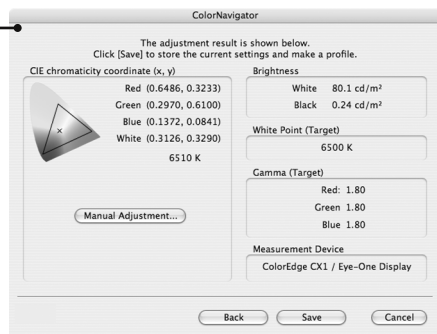 ColorNavigator
The adjustment result is shown below.
Click [Save] to store the current settings and make a profile.
CIE chromaticity coordinate (x, y)
Red (0.6486, 0.3233)
Green (0.2970, 0.6100)
Blue (0.1372, 0.0841)
White (0.3126, 0.3290)
6510 K
Manual Adjustment...
Brightness
White 80.1 cd/m²
Black 0.24 cd/m²
White Point (Target)
6500 K
Gamma (Target)
Red: 1.80
Green 1.80
Blue 1.80
Measurement Device
ColorEdge CX1 / Eye-One Display
Back Save Cancel